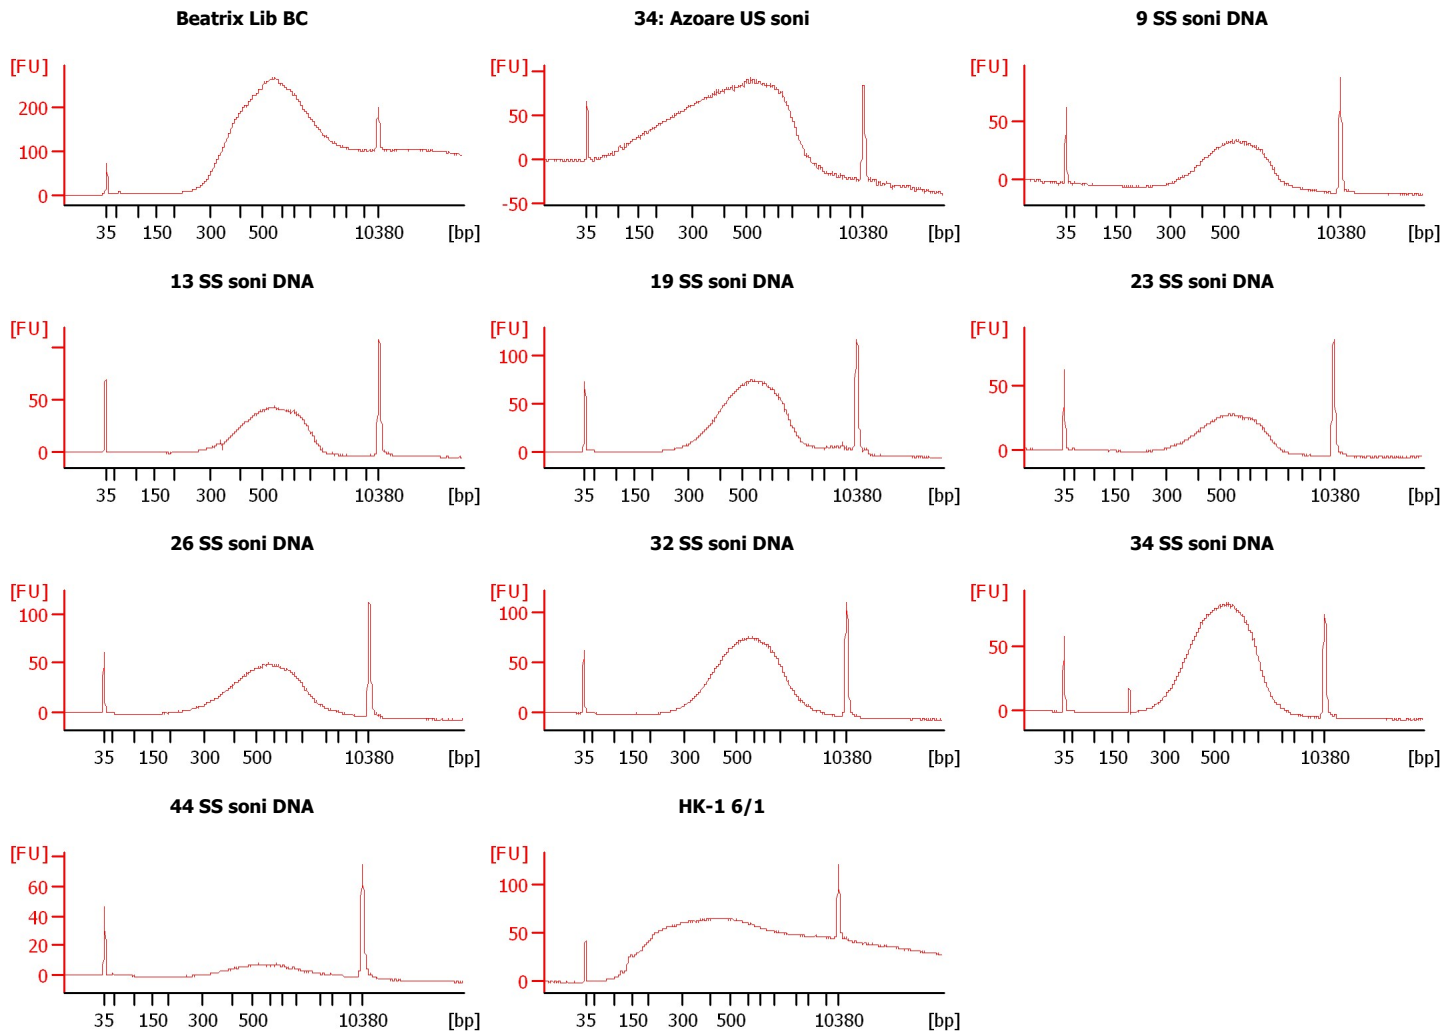 Beatrix Lib BC
[FU]
200
100
0
35 150 300 500 10380 [bp]
34: Azoare US soni
[FU]
50
0
-50
35 150 300 500 10380 [bp]
9 SS soni DNA
[FU]
50
0
35 150 300 500 10380 [bp]
13 SS soni DNA
[FU]
50
0
35 150 300 500 10380 [bp]
19 SS soni DNA
[FU]
100
50
0
35 150 300 500 10380 [bp]
23 SS soni DNA
[FU]
50
0
35 150 300 500 10380 [bp]
26 SS soni DNA
[FU]
100
50
0
35 150 300 500 10380 [bp]
32 SS soni DNA
[FU]
100
50
0
35 150 300 500 10380 [bp]
34 SS soni DNA
[FU]
50
0
35 150 300 500 10380 [bp]
44 SS soni DNA
[FU]
60
40
20
0
35 150 300 500 10380 [bp]
HK-1 6/1
[FU]
100
50
0
35 150 300 500 10380 [bp]